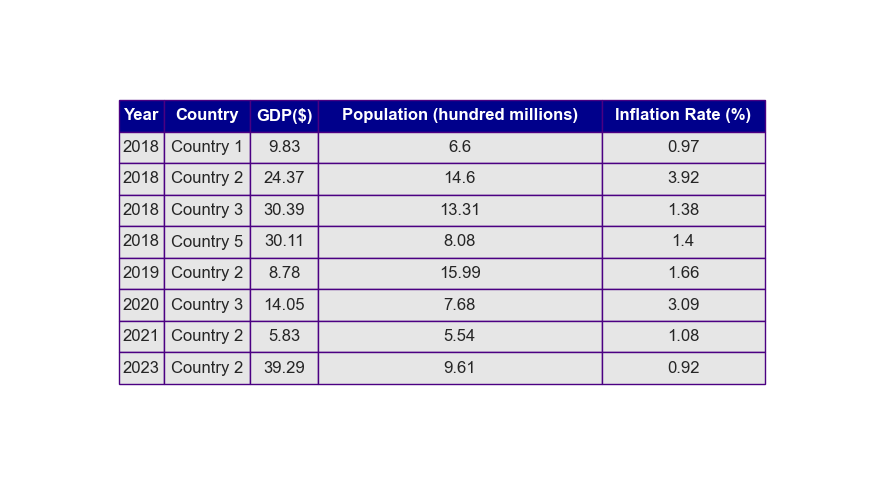 Year Country GDP($) Population (hundred millions) Inflation Rate (%)
2018 Country 1 9.83 6.6 0.97
2018 Country 2 24.37 14.6 3.92
2018 Country 3 30.39 13.31 1.38
2018 Country 5 30.11 8.08 1.4
2019 Country 2 8.78 15.99 1.66
2020 Country 3 14.05 7.68 3.09
2021 Country 2 5.83 5.54 1.08
2023 Country 2 39.29 9.61 0.92